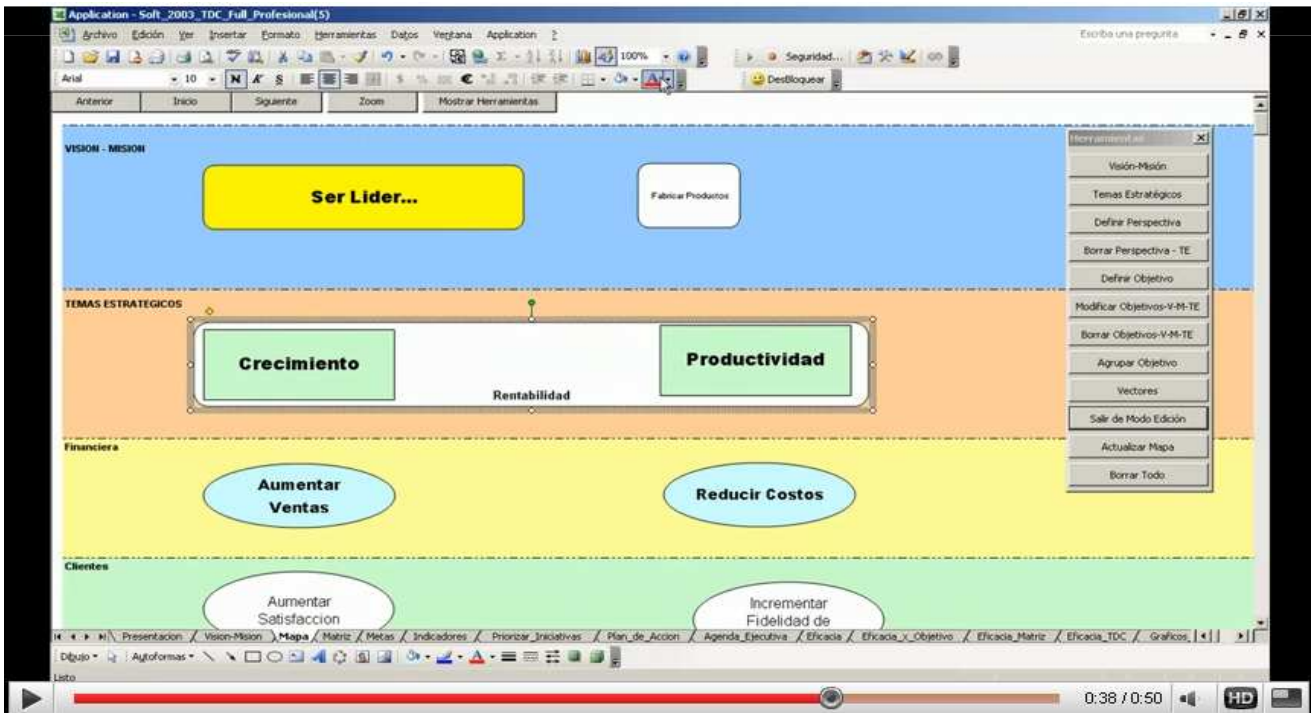 Application - Soft_2003_TDC_Full_Profesional(5)
Archivo Edición Ver Insertar Formato Herramientas Datos Ventana Application ?
Escriba una pregunta
100%
Seguridad...
Arial 10 N K S
€
A
DesBloquear
Anterior Inicio Siguiente Zoom Mostrar Herramientas
VISION - MISION
Ser Lider...
Fabricar Productos
Herramientas
Visión-Misión
Temas Estratégicos
Definir Perspectiva
Borrar Perspectiva - TE
Definir Objetivo
Modificar Objetivos-V-M-TE
Borrar Objetivos-V-M-TE
Agrupar Objetivo
Vectores
Salir de Modo Edición
Actualizar Mapa
Borrar Todo
TEMAS ESTRATEGICOS
Crecimiento
Productividad
Rentabilidad
Financiera
Aumentar
Ventas
Reducir Costos
Clientes
Aumentar
Satisfaccion
Incrementar
Fidelidad de
Presentacion / Vision-Mision / Mapa / Matriz / Metas / Indicadores / Priorizar_Iniciativas / Plan_de_Accion / Agenda_Ejecutiva / Eficacia / Eficacia_x_Objetivo / Eficacia_Matriz / Eficacia_TDC / Graficos
Dibujo Autoformas
Listo
0:38 / 0:50 HD